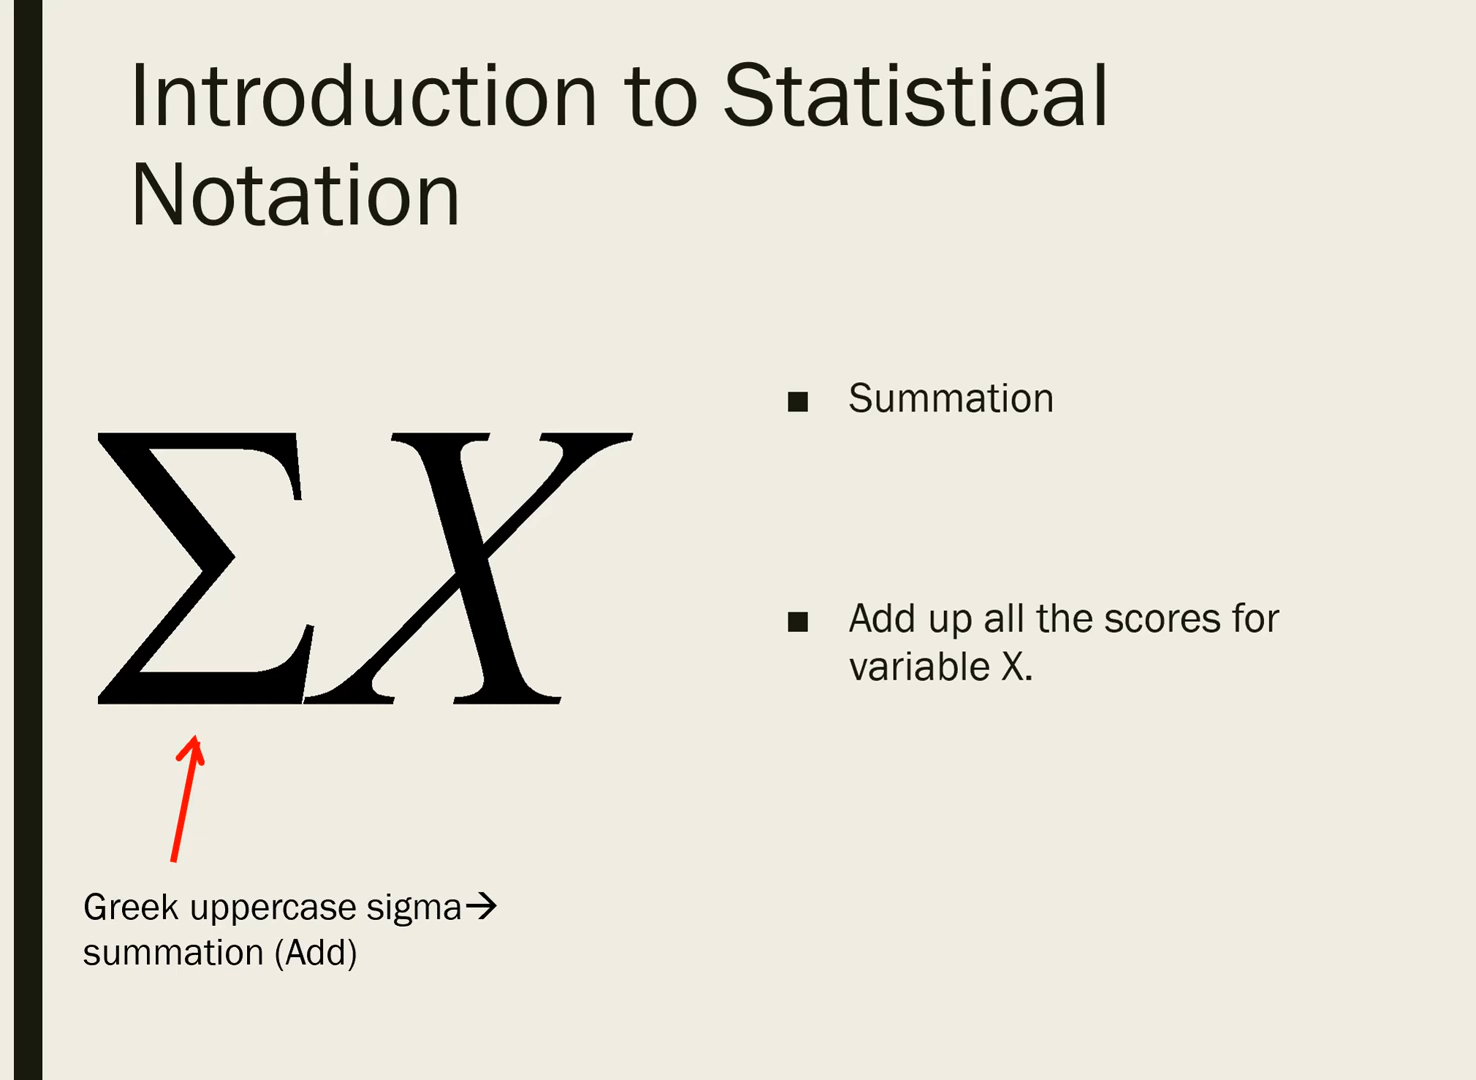 Introduction to Statistical
Notation
ΣX
■ Summation
■ Add up all the scores for
variable X.
Greek uppercase sigma→
summation (Add)